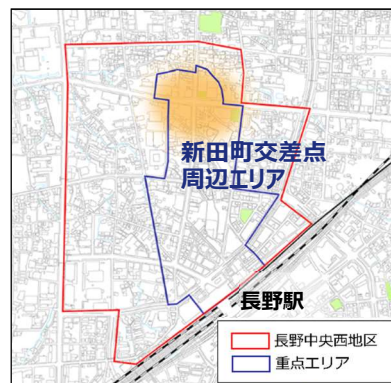 新田町交差点
周辺エリア
長野駅
長野中央西地区
重点エリア